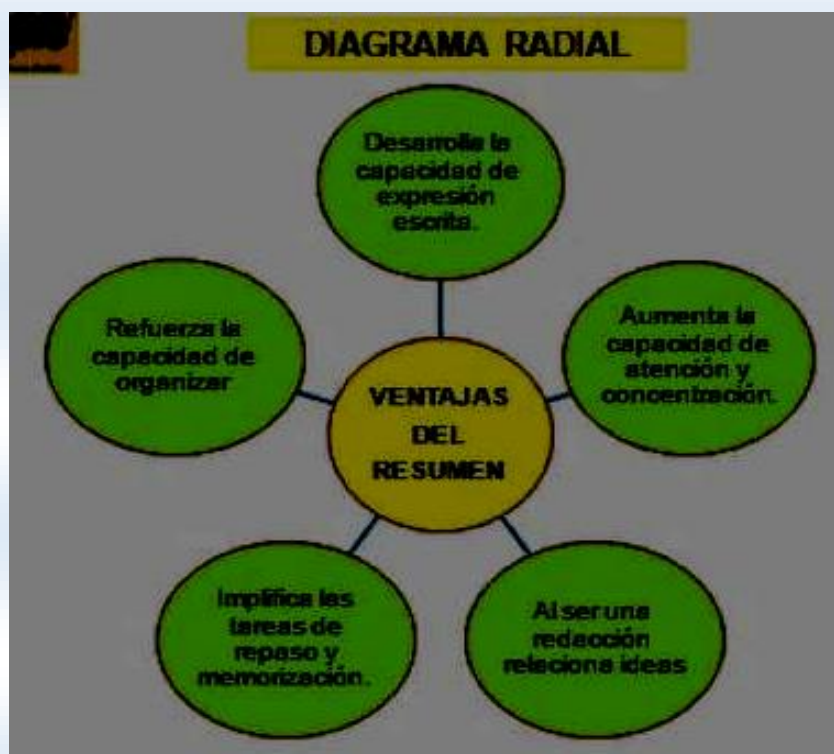 DIAGRAMA RADIAL
Desarrolla la
capacidad de
expresión
escrita.
Aumenta la
capacidad de
atención y
concentración.
Al ser una
redacción
relaciona ideas
Implifica las
tareas de
repaso y
memorización.
Refuerza la
capacidad de
organizar
VENTAJAS
DEL
RESUMEN